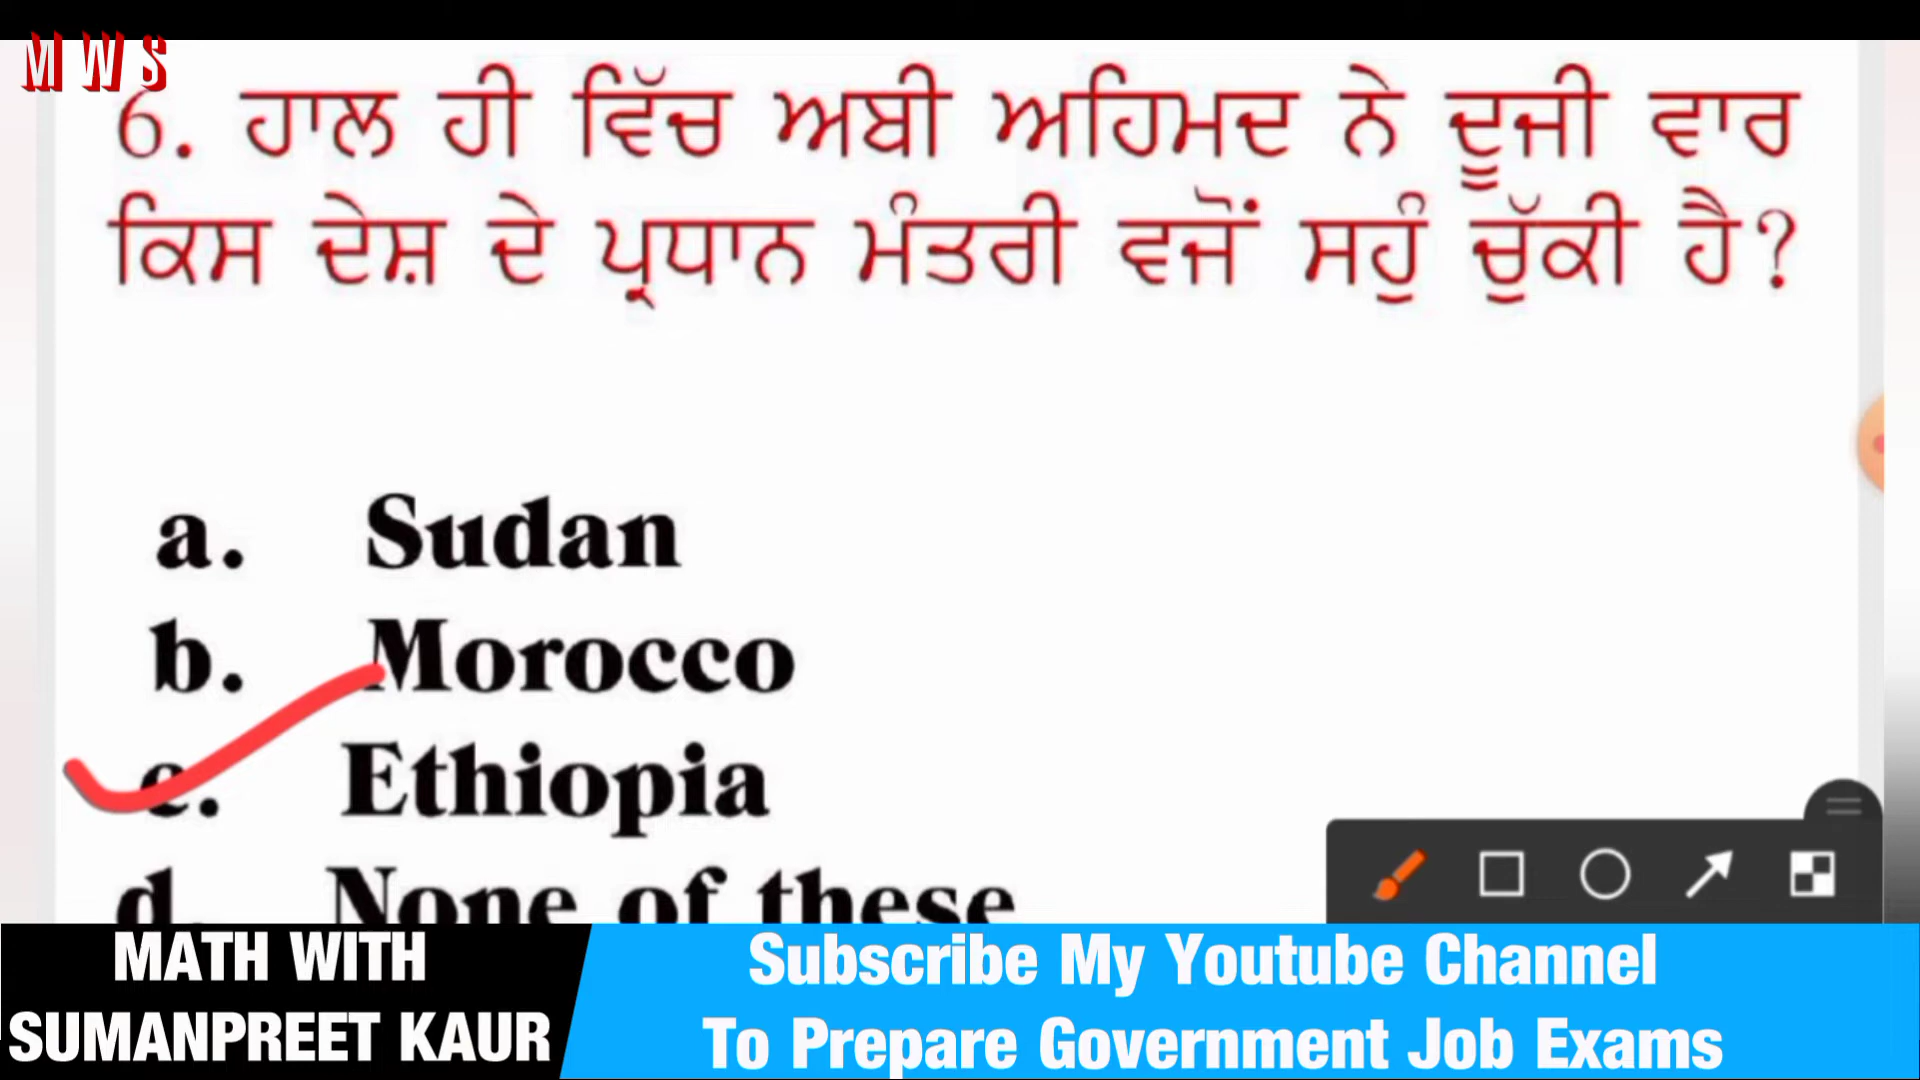 MWS
6. ਹਾਲ ਹੀ ਵਿੱਚ ਅਬੀ ਅਹਿਮਦ ਨੇ ਦੂਜੀ ਵਾਰ
ਕਿਸ ਦੇਸ਼ ਦੇ ਪ੍ਰਧਾਨ ਮੰਤਰੀ ਵਜੋਂ ਸਹੁੰ ਚੁੱਕੀ ਹੈ?
a. Sudan
b. Morocco
c. Ethiopia
d. None of these
MATH WITH
SUMANPREET KAUR
Subscribe My Youtube Channel
To Prepare Government Job Exams